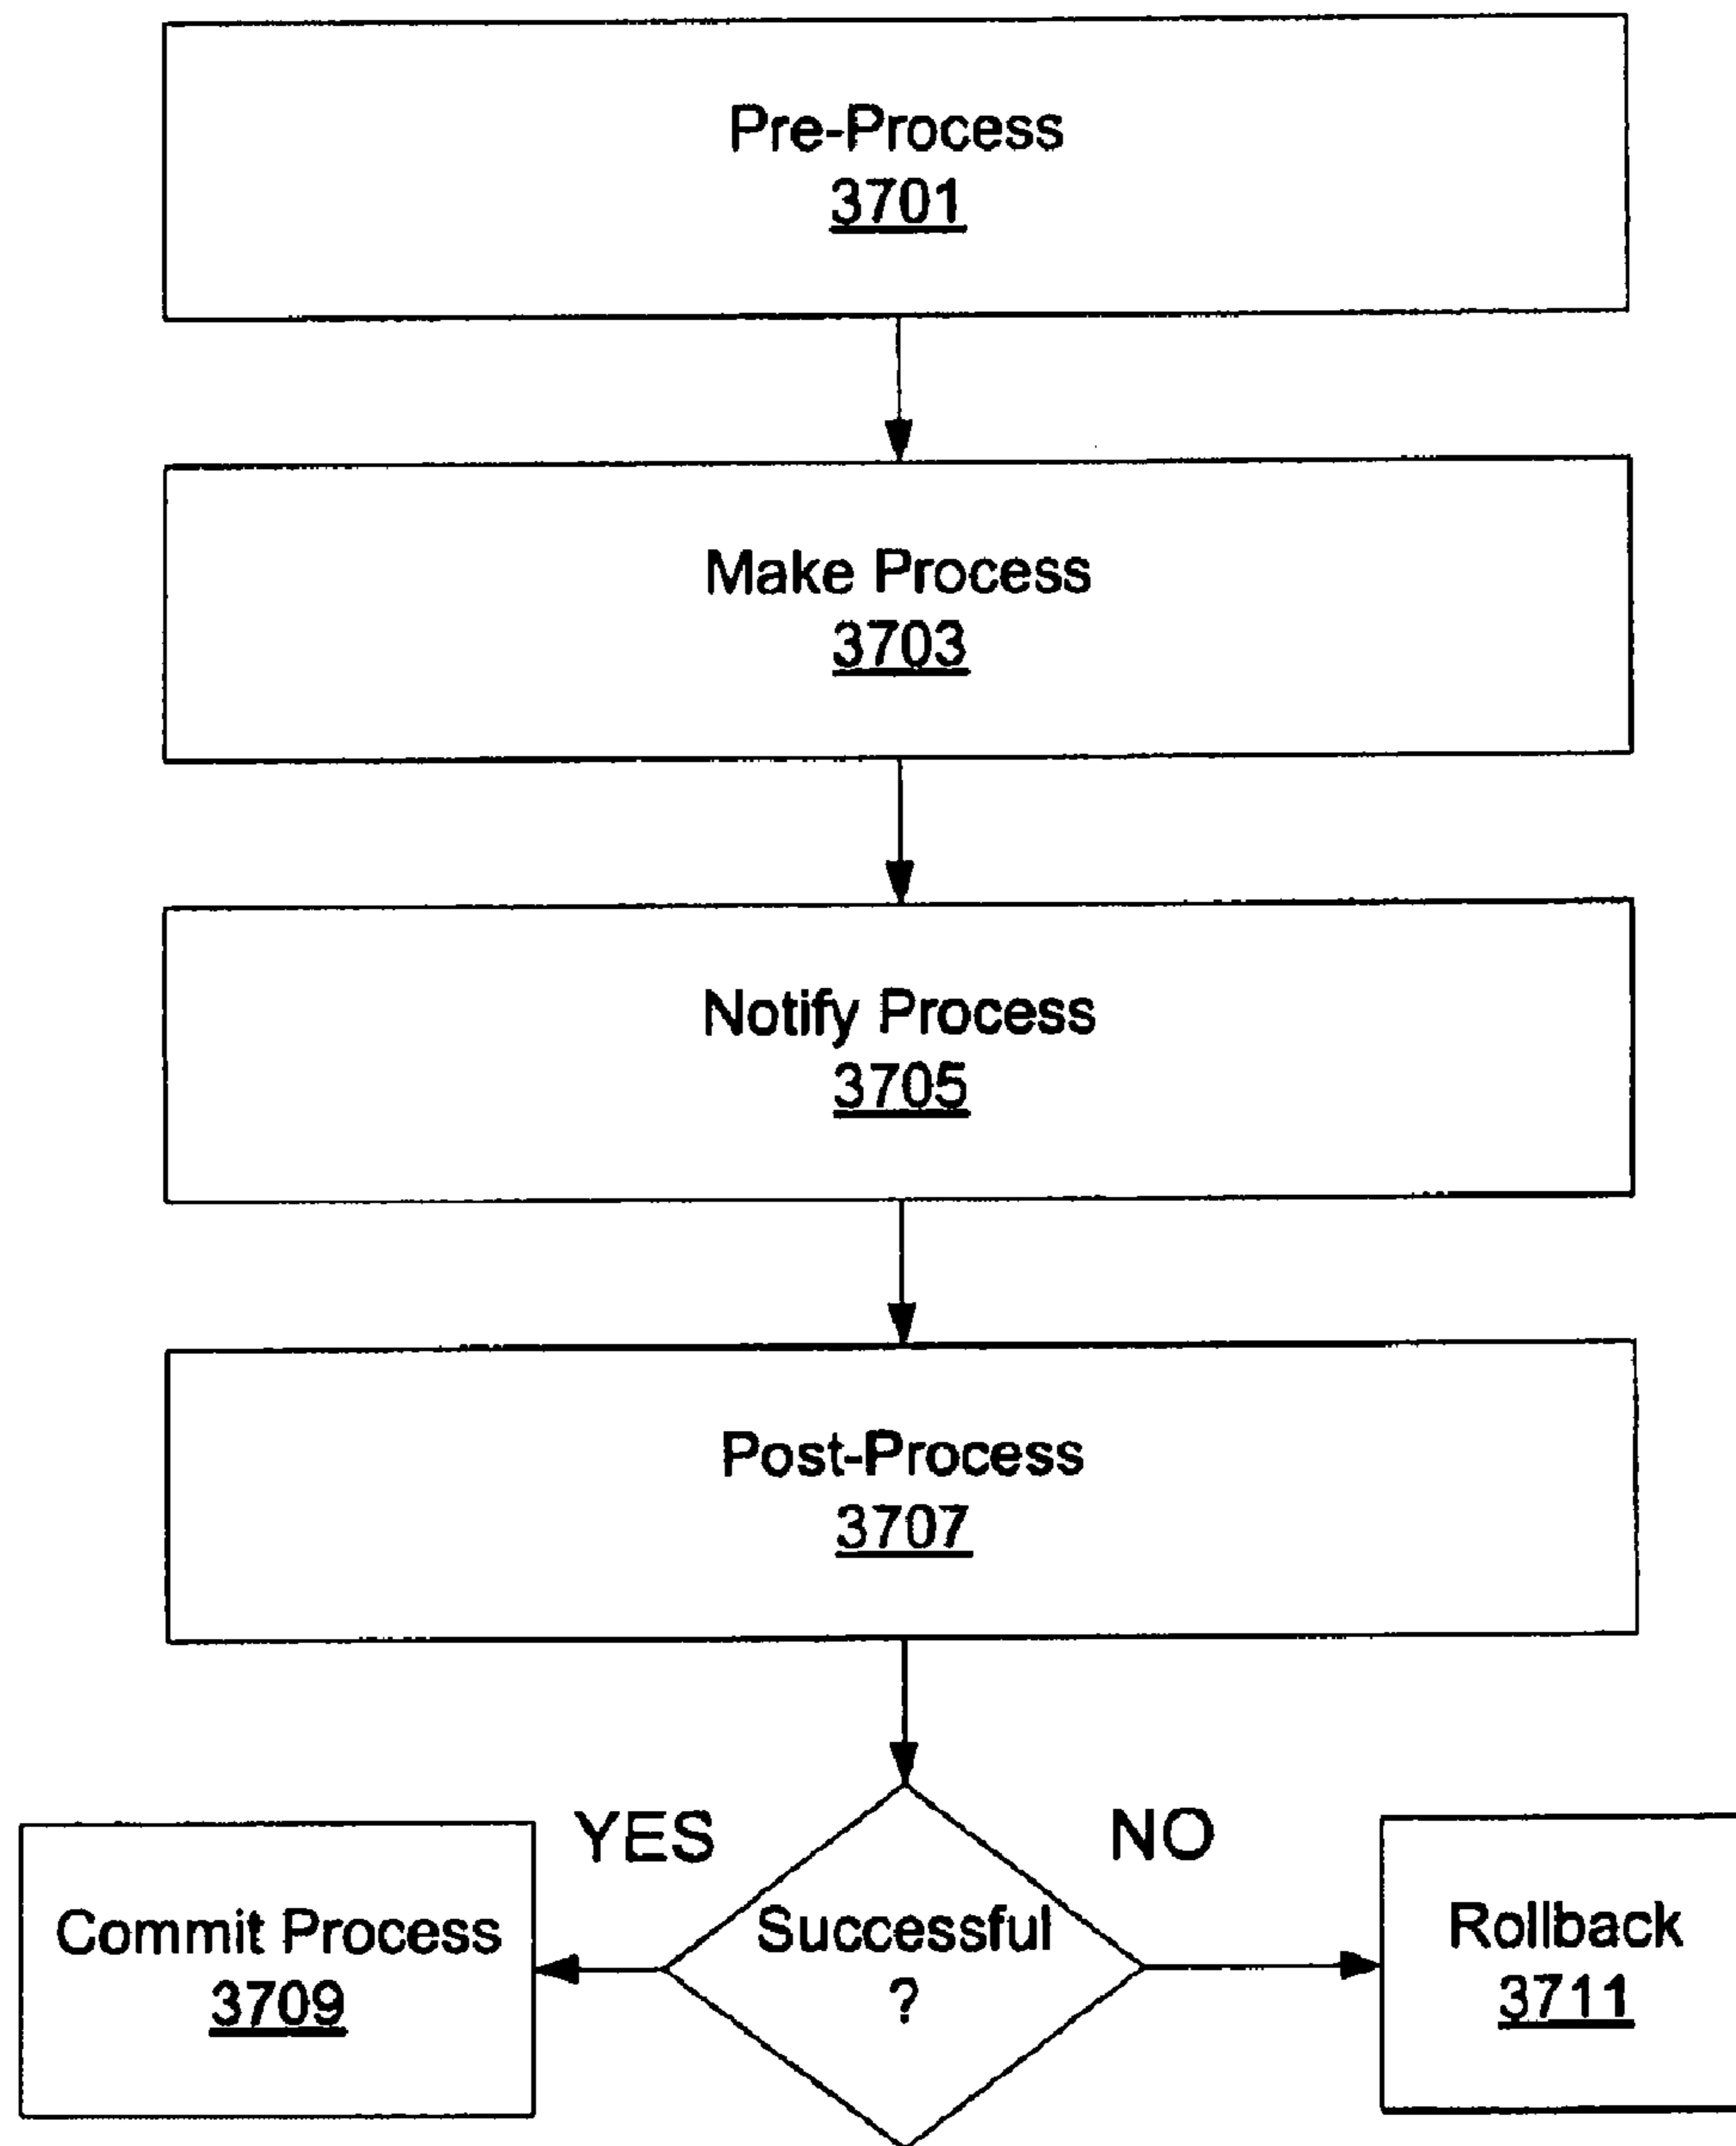 Pre-Process
3701
Make Process
3703
Notify Process
3705
Post-Process
3707
YES
NO
Commit Process
3709
Successful
?
Rollback
3711